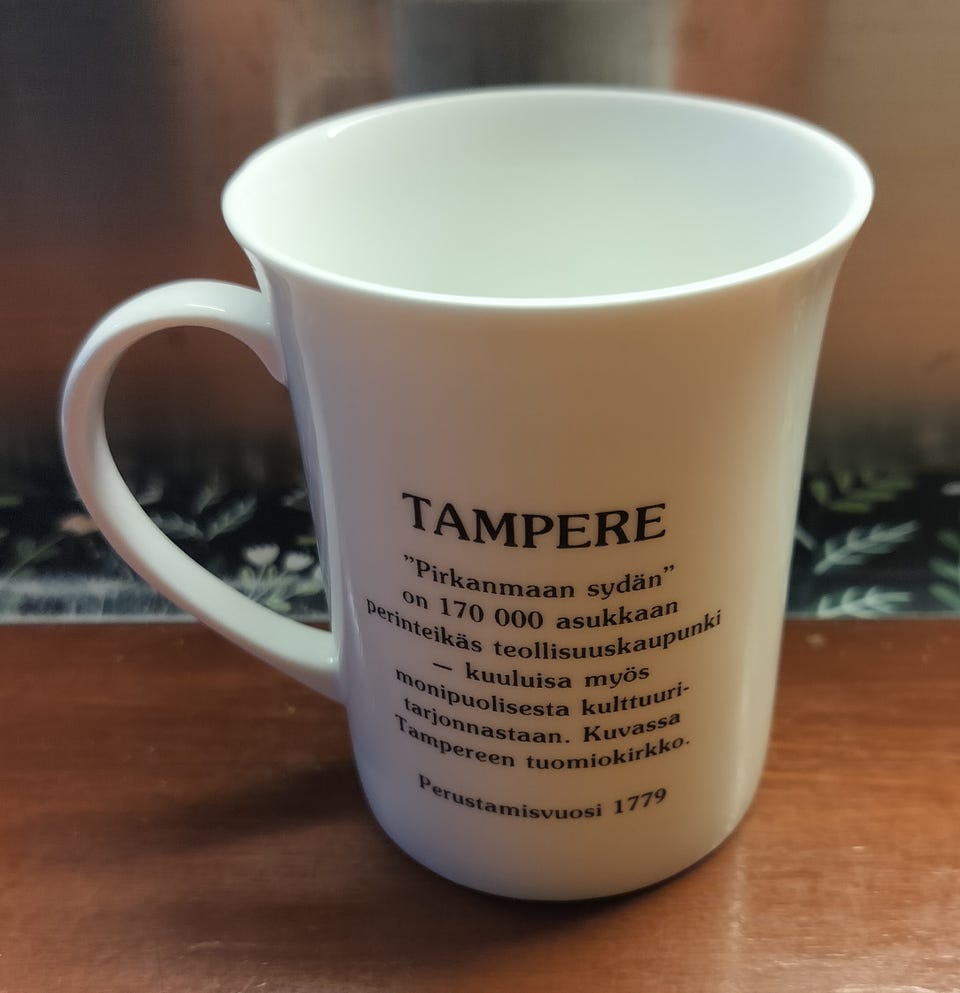 TAMPERE
”Pirkanmaan sydän”
on 170 000 asukkaan
perinteikäs teollisuuskaupunki
— kuuluisa myös
monipuolisesta kulttuuri-
tarjonnastaan. Kuvassa
Tampereen tuomiokirkko.
Perustamisvuosi 1779